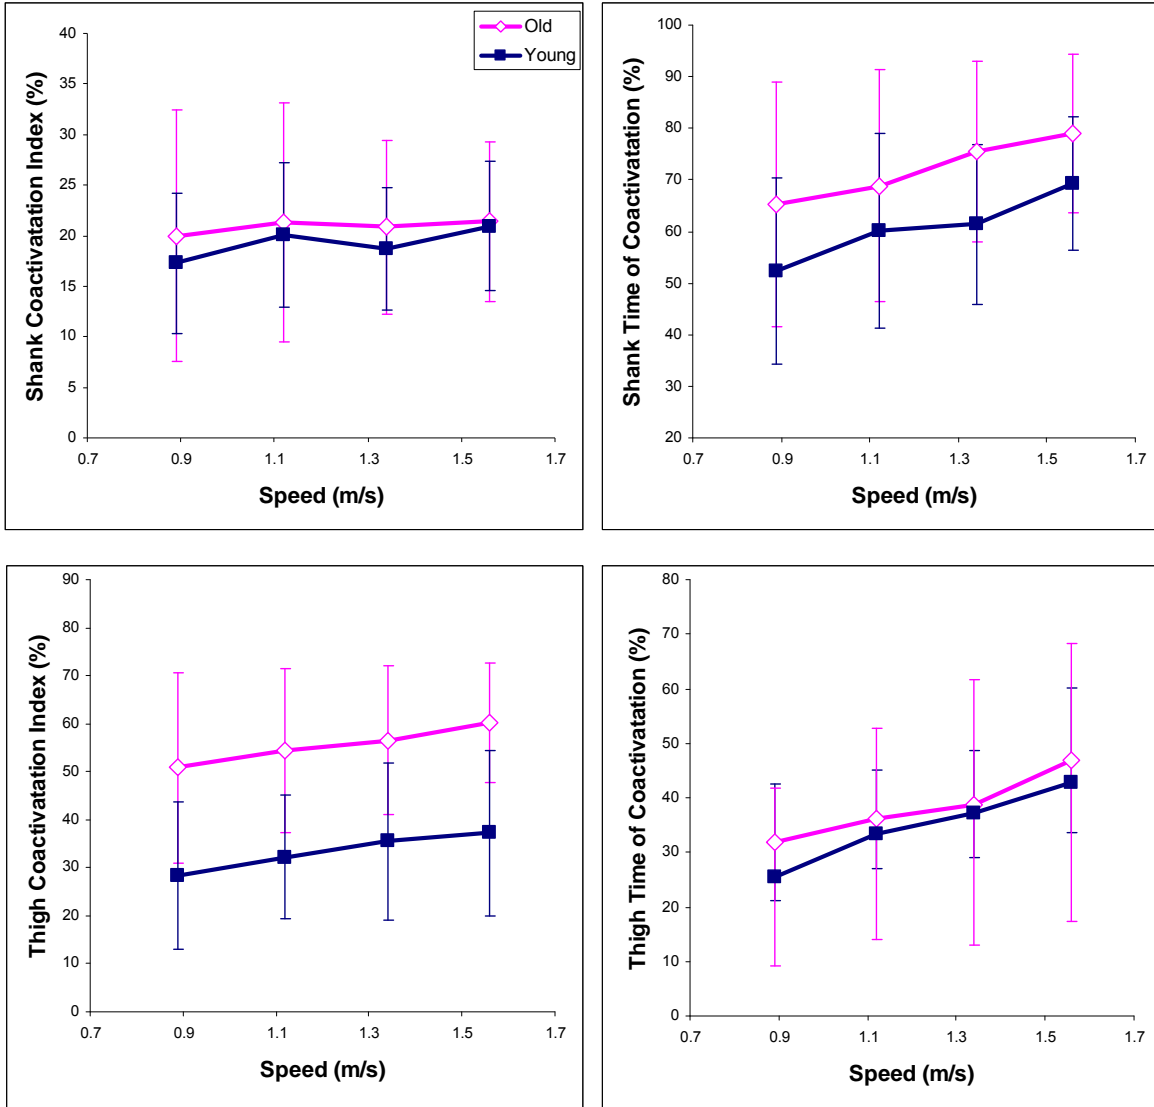 Old
Young
Shank Coactivatation Index (%)
40
35
30
25
20
15
10
5
0
0.7 0.9 1.1 1.3 1.5 1.7
Speed (m/s)
Shank Time of Coactivatation (%)
100
90
80
70
60
50
40
30
20
0.7 0.9 1.1 1.3 1.5 1.7
Speed (m/s)
Thigh Coactivatation Index (%)
90
80
70
60
50
40
30
20
10
0
0.7 0.9 1.1 1.3 1.5 1.7
Speed (m/s)
Thigh Time of Coactivatation (%)
80
70
60
50
40
30
20
10
0
0.7 0.9 1.1 1.3 1.5 1.7
Speed (m/s)